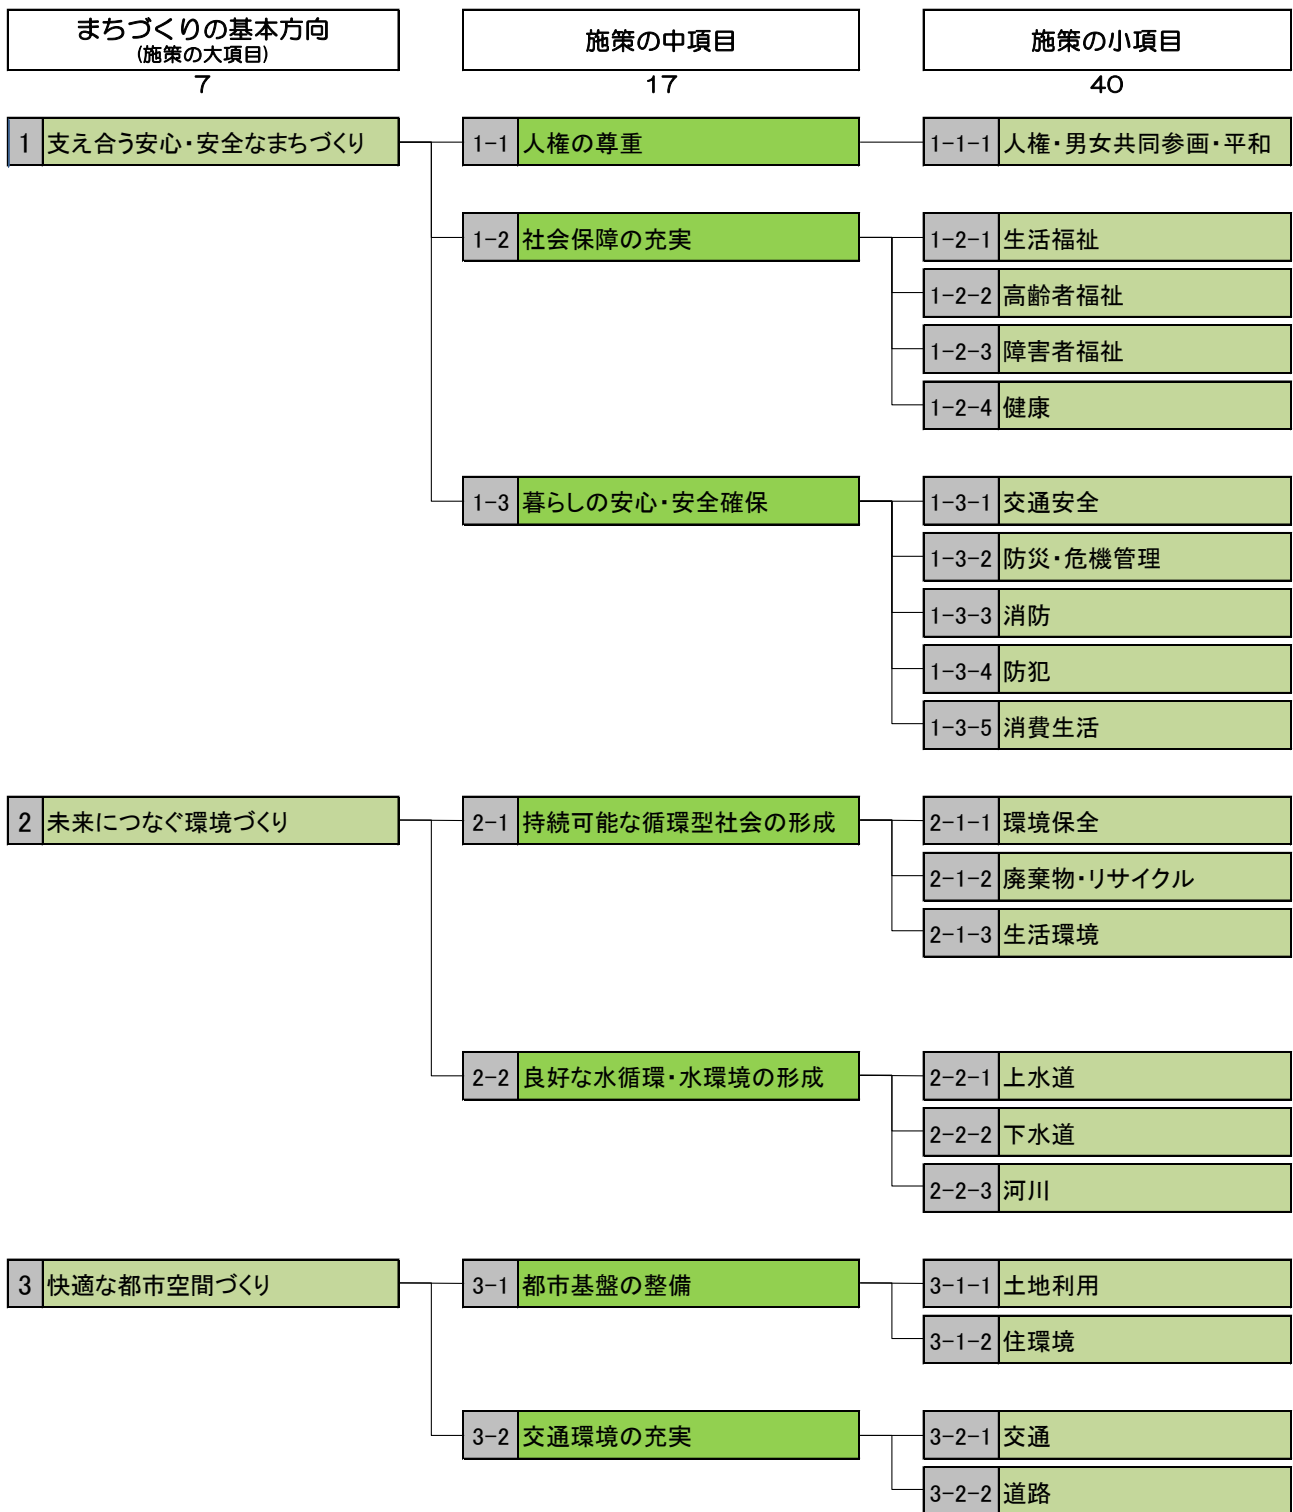 まちづくりの基本方向
(施策の大項目)
施策の中項目
施策の小項目
7
17
40
1 支え合う安心・安全なまちづくり
1-1 人権の尊重
1-1-1 人権・男女共同参画・平和
1-2 社会保障の充実
1-2-1 生活福祉
1-2-2 高齢者福祉
1-2-3 障害者福祉
1-2-4 健康
1-3 暮らしの安心・安全確保
1-3-1 交通安全
1-3-2 防災・危機管理
1-3-3 消防
1-3-4 防犯
1-3-5 消費生活
2 未来につなぐ環境づくり
2-1 持続可能な循環型社会の形成
2-1-1 環境保全
2-1-2 廃棄物・リサイクル
2-1-3 生活環境
2-2 良好な水循環・水環境の形成
2-2-1 上水道
2-2-2 下水道
2-2-3 河川
3 快適な都市空間づくり
3-1 都市基盤の整備
3-1-1 土地利用
3-1-2 住環境
3-2 交通環境の充実
3-2-1 交通
3-2-2 道路